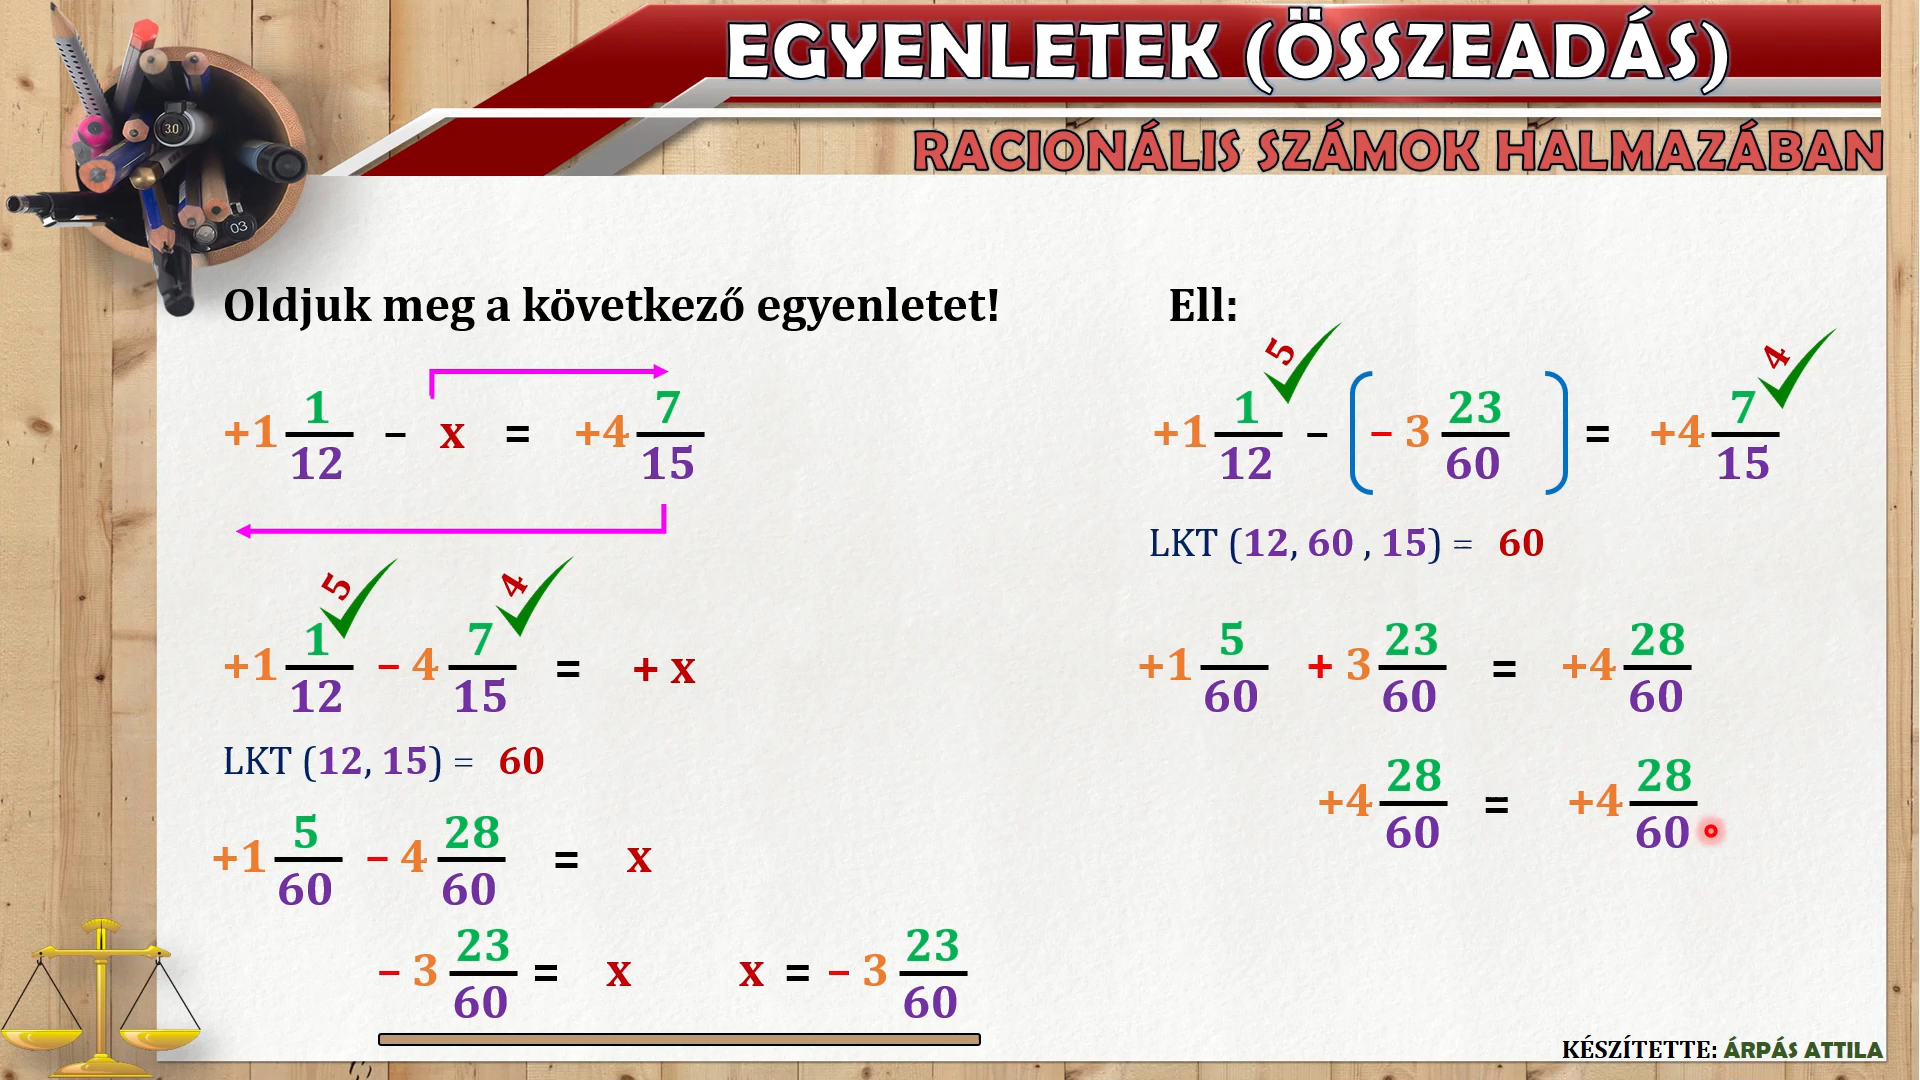 EGYENLETEK (ÖSSZEADÁS)
RACIONÁLIS SZÁMOK HALMAZÁBAN
3.0
03
Oldjuk meg a következő egyenletet!
+1 1/12 – x = +4 7/15
5 4
+1 1/12 – 4 7/15 = + x
LKT (12, 15) = 60
+1 5/60 – 4 28/60 = x
– 3 23/60 = x x = – 3 23/60
Ell:
5 4
+1 1/12 – ( – 3 23/60 ) = +4 7/15
LKT (12, 60 , 15) = 60
+1 5/60 + 3 23/60 = +4 28/60
+4 28/60 = +4 28/60
KÉSZÍTETTE: ÁRPÁS ATTILA